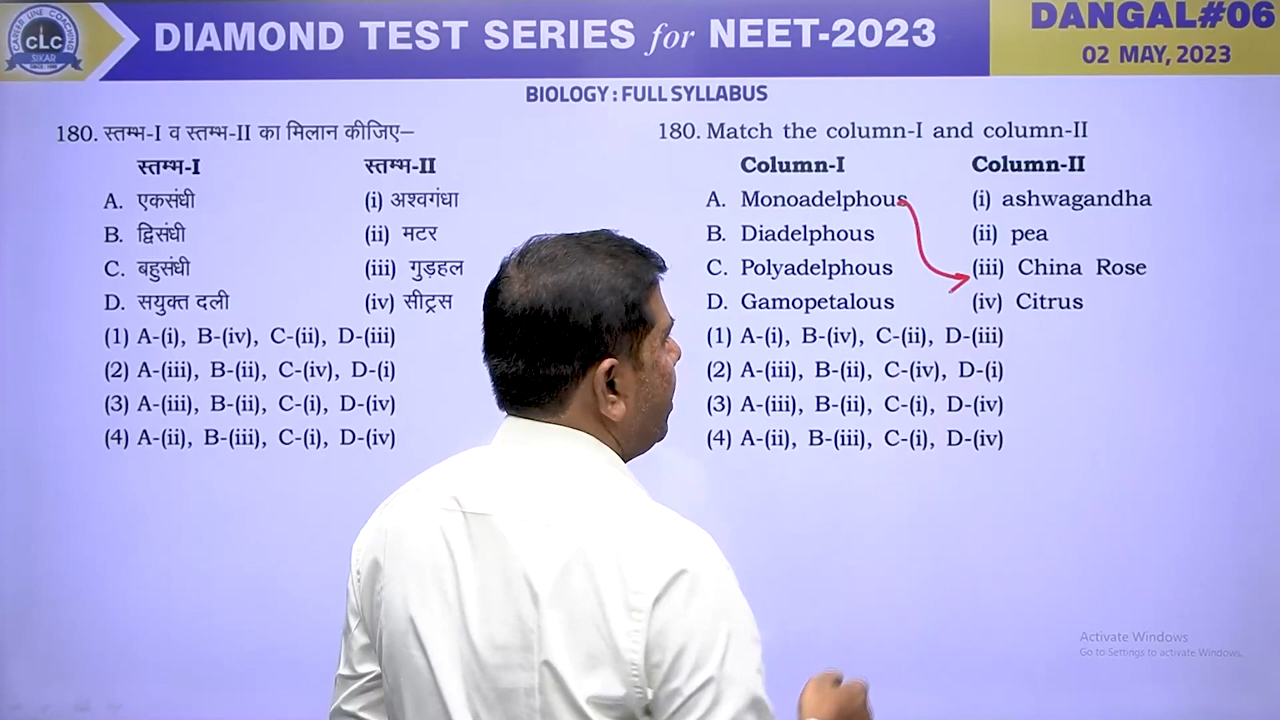 CAREER LINE COACHING
CLC
SIKAR
SINCE: 1996
DIAMOND TEST SERIES for NEET-2023
DANGAL#06
02 MAY, 2023
BIOLOGY : FULL SYLLABUS
180. स्तम्भ-I व स्तम्भ-II का मिलान कीजिए–
स्तम्भ-I स्तम्भ-II
A. एकसंधी (i) अश्वगंधा
B. द्विसंधी (ii) मटर
C. बहुसंधी (iii) गुड़हल
D. सयुक्त दली (iv) सीट्रस
(1) A-(i), B-(iv), C-(ii), D-(iii)
(2) A-(iii), B-(ii), C-(iv), D-(i)
(3) A-(iii), B-(ii), C-(i), D-(iv)
(4) A-(ii), B-(iii), C-(i), D-(iv)
180. Match the column-I and column-II
Column-I Column-II
A. Monoadelphous (i) ashwagandha
B. Diadelphous (ii) pea
C. Polyadelphous (iii) China Rose
D. Gamopetalous (iv) Citrus
(1) A-(i), B-(iv), C-(ii), D-(iii)
(2) A-(iii), B-(ii), C-(iv), D-(i)
(3) A-(iii), B-(ii), C-(i), D-(iv)
(4) A-(ii), B-(iii), C-(i), D-(iv)
Activate Windows
Go to Settings to activate Windows.